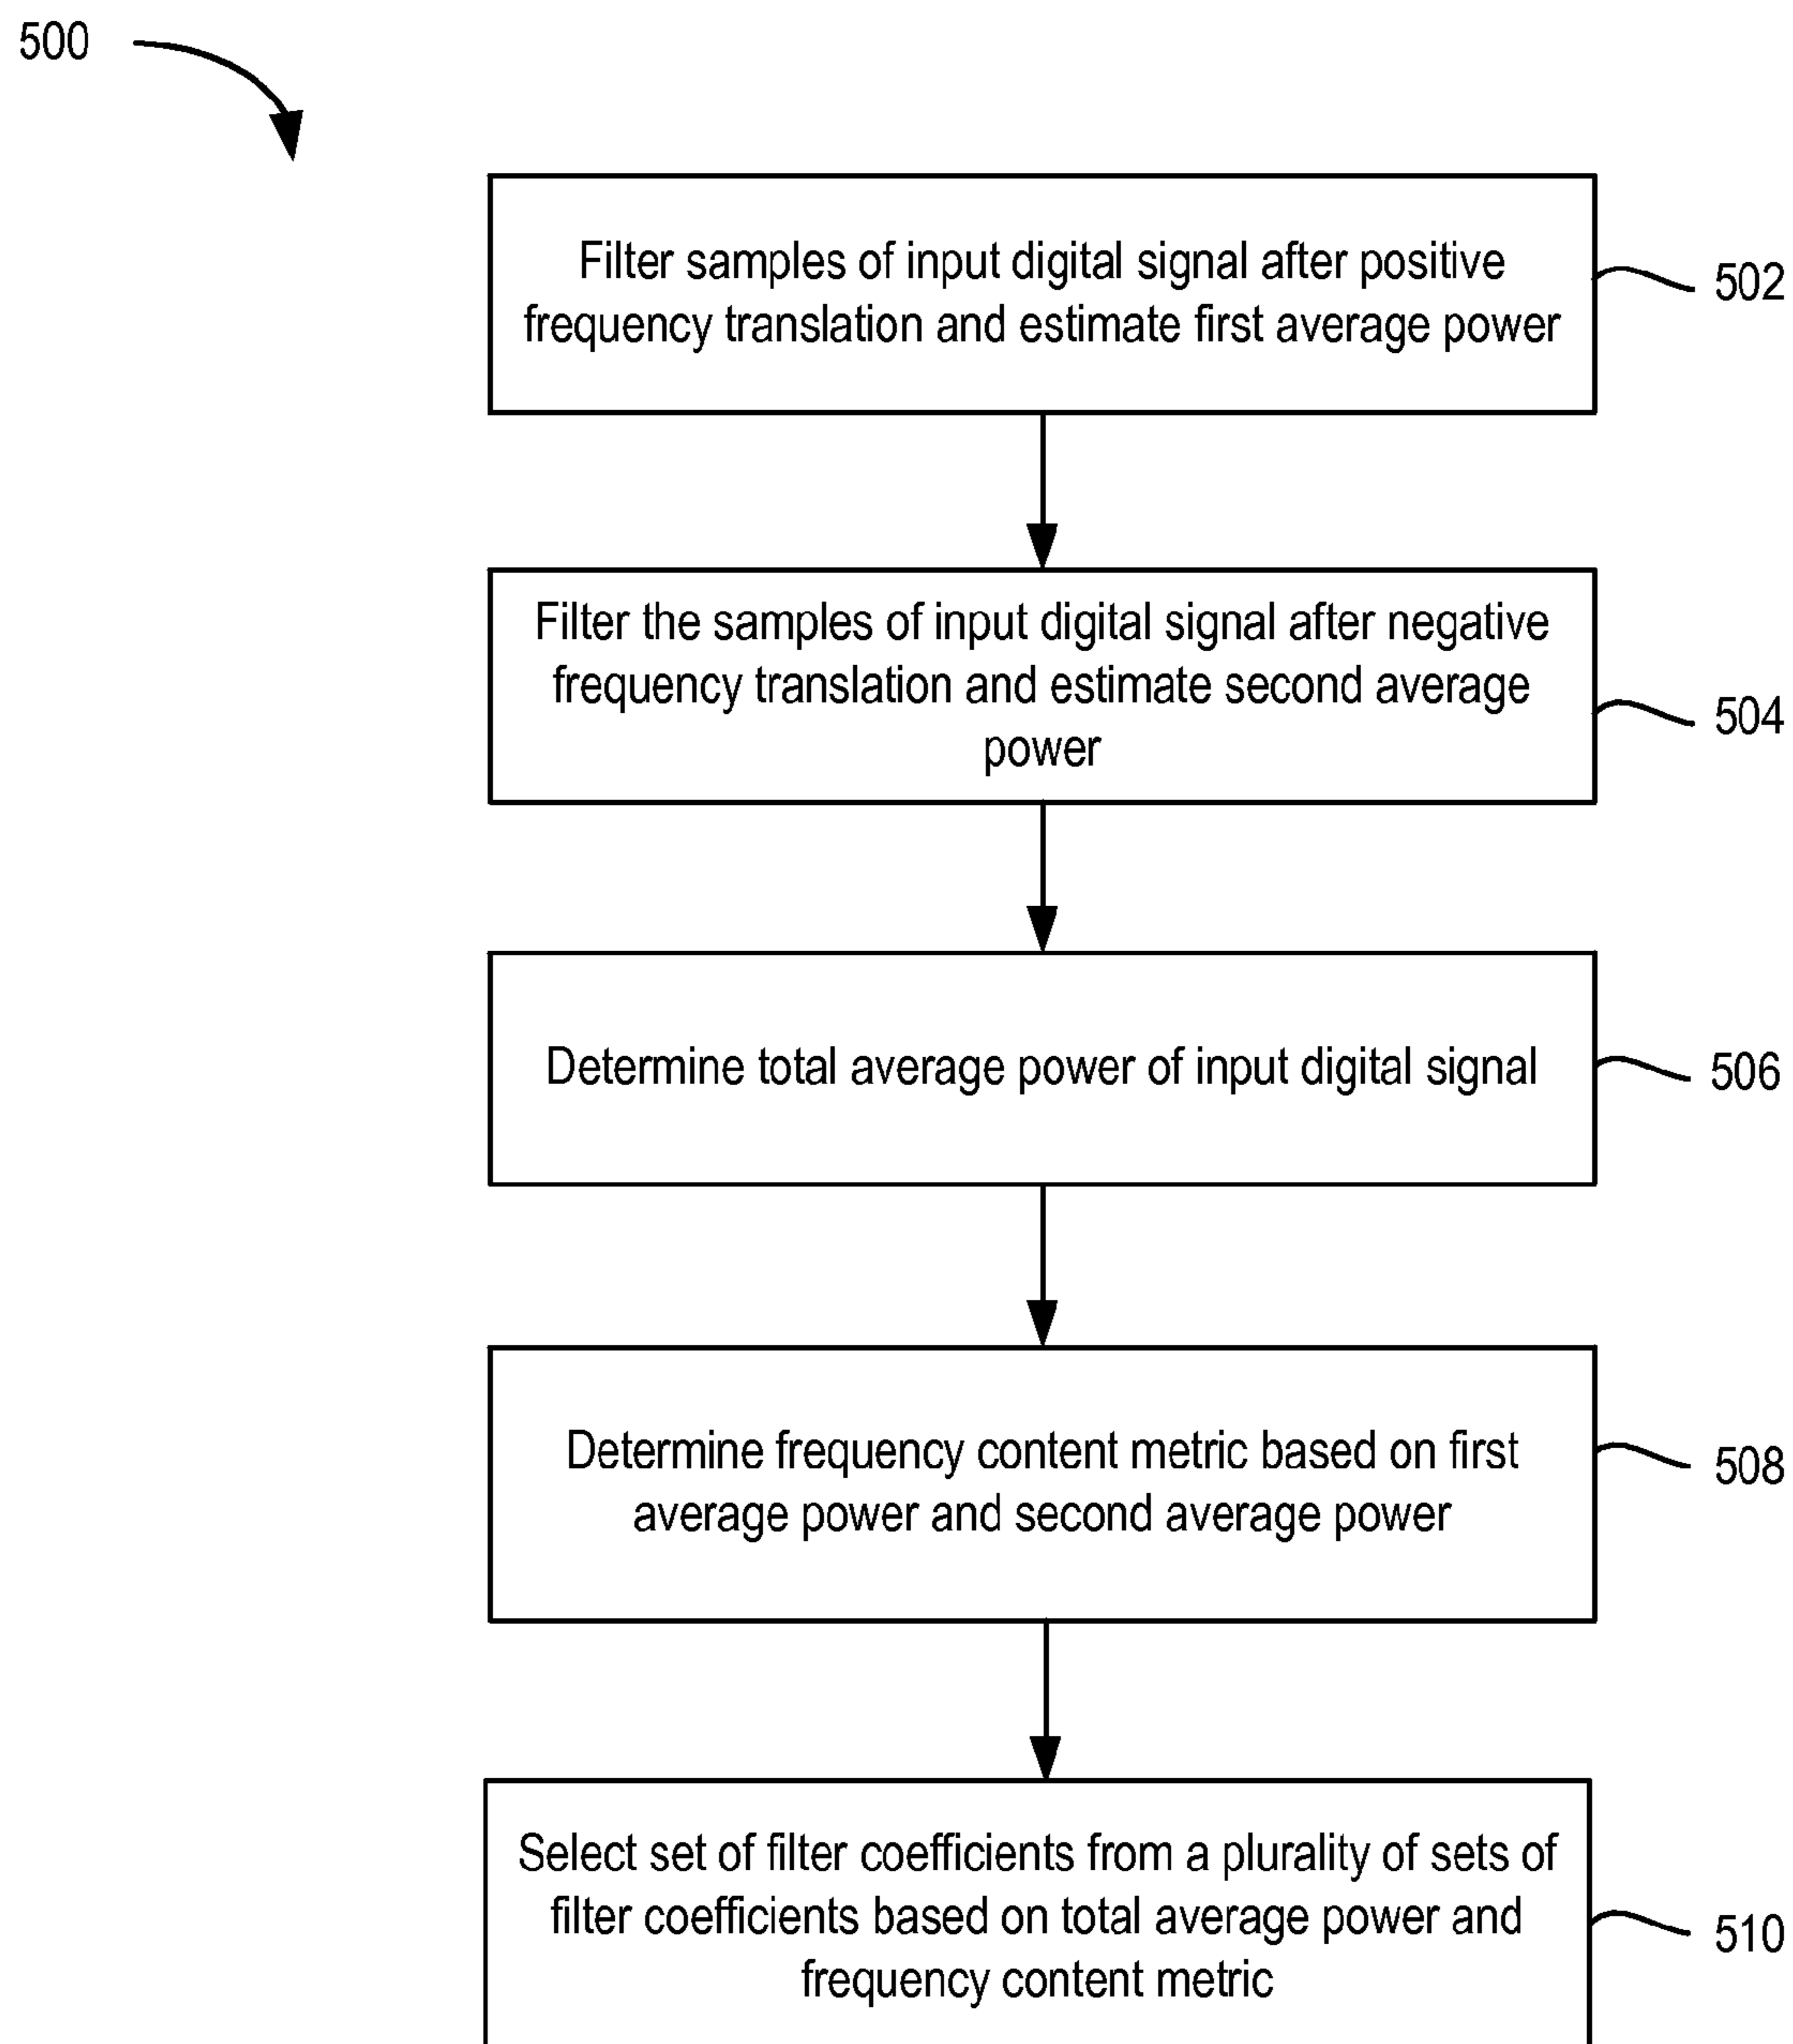 500
Filter samples of input digital signal after positive
frequency translation and estimate first average power
502
Filter the samples of input digital signal after negative
frequency translation and estimate second average
power
504
Determine total average power of input digital signal
506
Determine frequency content metric based on first
average power and second average power
508
Select set of filter coefficients from a plurality of sets of
filter coefficients based on total average power and
frequency content metric
510